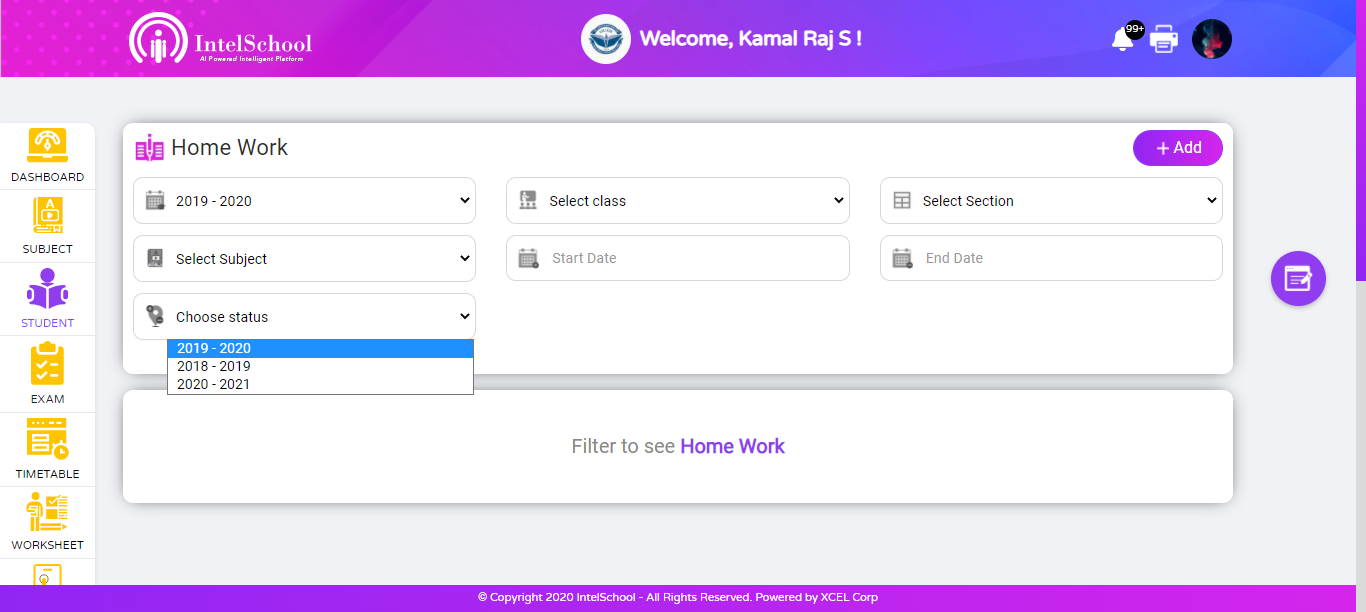 IntelSchool
AI Powered Intelligent Platform
Welcome, Kamal Raj S !
99+
DASHBOARD
SUBJECT
STUDENT
EXAM
TIMETABLE
WORKSHEET
Home Work
+ Add
2019 - 2020
Select class
Select Section
Select Subject
Start Date
End Date
Choose status
2019 - 2020
2018 - 2019
2020 - 2021
Filter to see Home Work
© Copyright 2020 IntelSchool - All Rights Reserved. Powered by XCEL Corp